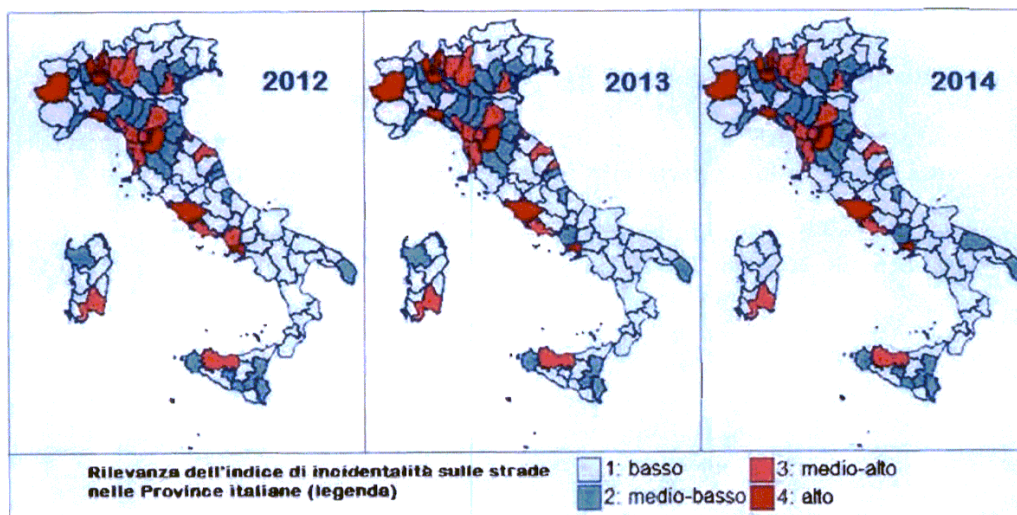 2012
2013
2014
Rilevanza dell'indice di incidentalità sulle strade
nelle Province italiane (legenda)
1: basso
2: medio-basso
3: medio-alto
4: alto